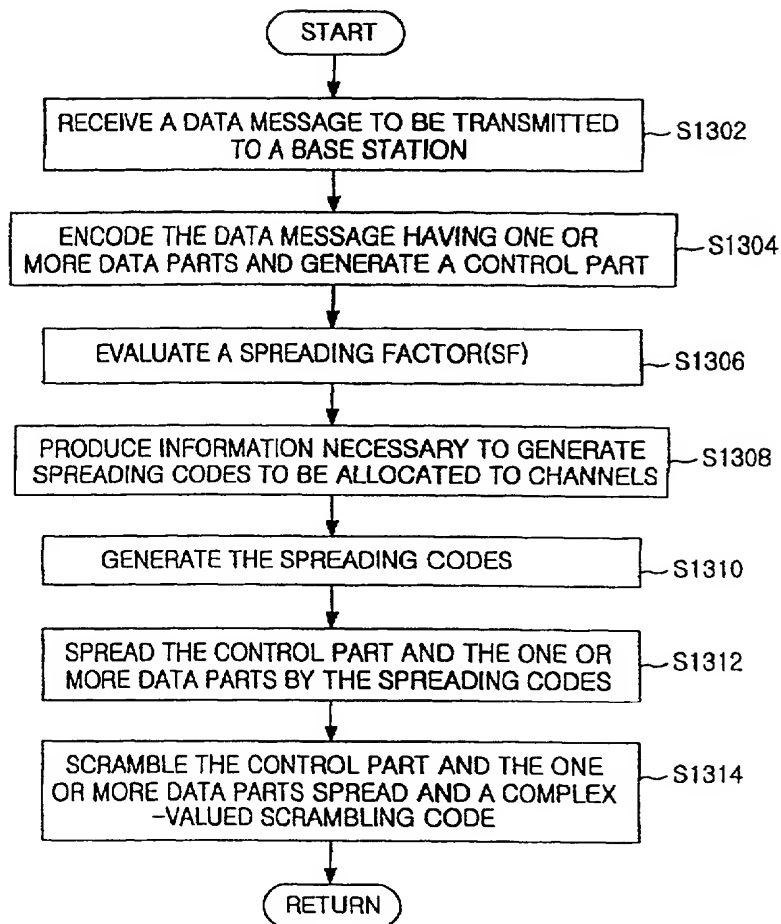 START
RECEIVE A DATA MESSAGE TO BE TRANSMITTED
TO A BASE STATION
S1302
ENCODE THE DATA MESSAGE HAVING ONE OR
MORE DATA PARTS AND GENERATE A CONTROL PART
S1304
EVALUATE A SPREADING FACTOR(SF)
S1306
PRODUCE INFORMATION NECESSARY TO GENERATE
SPREADING CODES TO BE ALLOCATED TO CHANNELS
S1308
GENERATE THE SPREADING CODES
S1310
SPREAD THE CONTROL PART AND THE ONE OR
MORE DATA PARTS BY THE SPREADING CODES
S1312
SCRAMBLE THE CONTROL PART AND THE ONE
OR MORE DATA PARTS SPREAD AND A COMPLEX
-VALUED SCRAMBLING CODE
S1314
RETURN